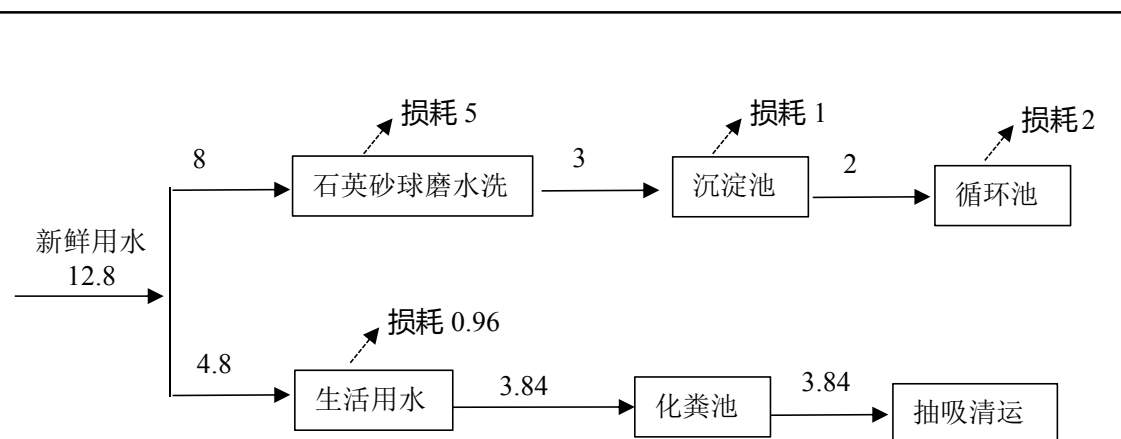 损耗 5
损耗 1
损耗2
8
石英砂球磨水洗
3
沉淀池
2
循环池
新鲜用水
12.8
损耗 0.96
4.8
生活用水
3.84
化粪池
3.84
抽吸清运